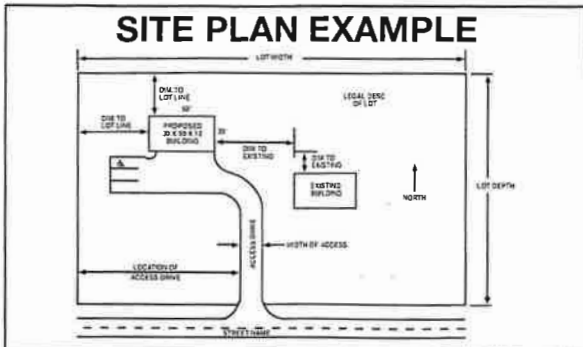 SITE PLAN EXAMPLE
LOT WIDTH
DIM. TO
LOT LINE
LEGAL DESC
OF LOT
50'
DIM TO
LOT LINE
PROPOSED
BUILDING
DIM TO
EXISTING
DIM TO
EXISTING
EXISTING
BUILDING
NORTH
LOT DEPTH
ACCESS DRIVE
WIDTH OF ACCESS
LOCATION OF
ACCESS DRIVE
STREET NAME